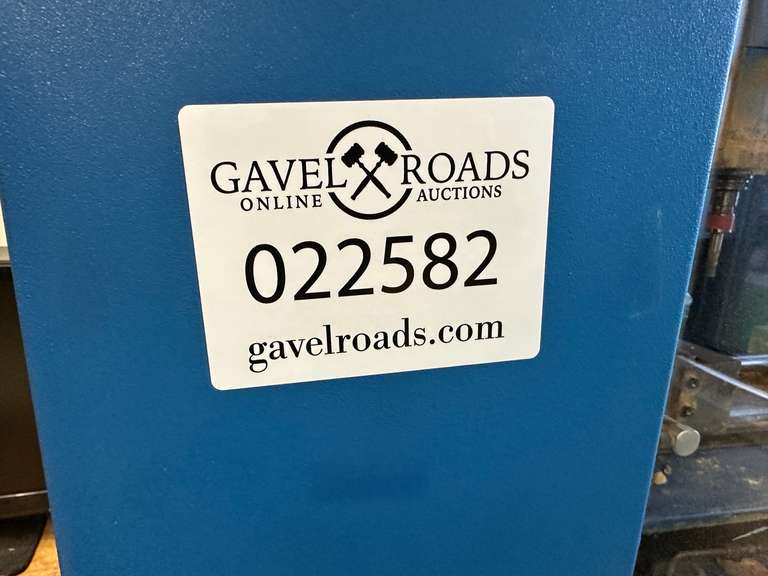 GAVEL ROADS
ONLINE AUCTIONS
022582
gavelroads.com